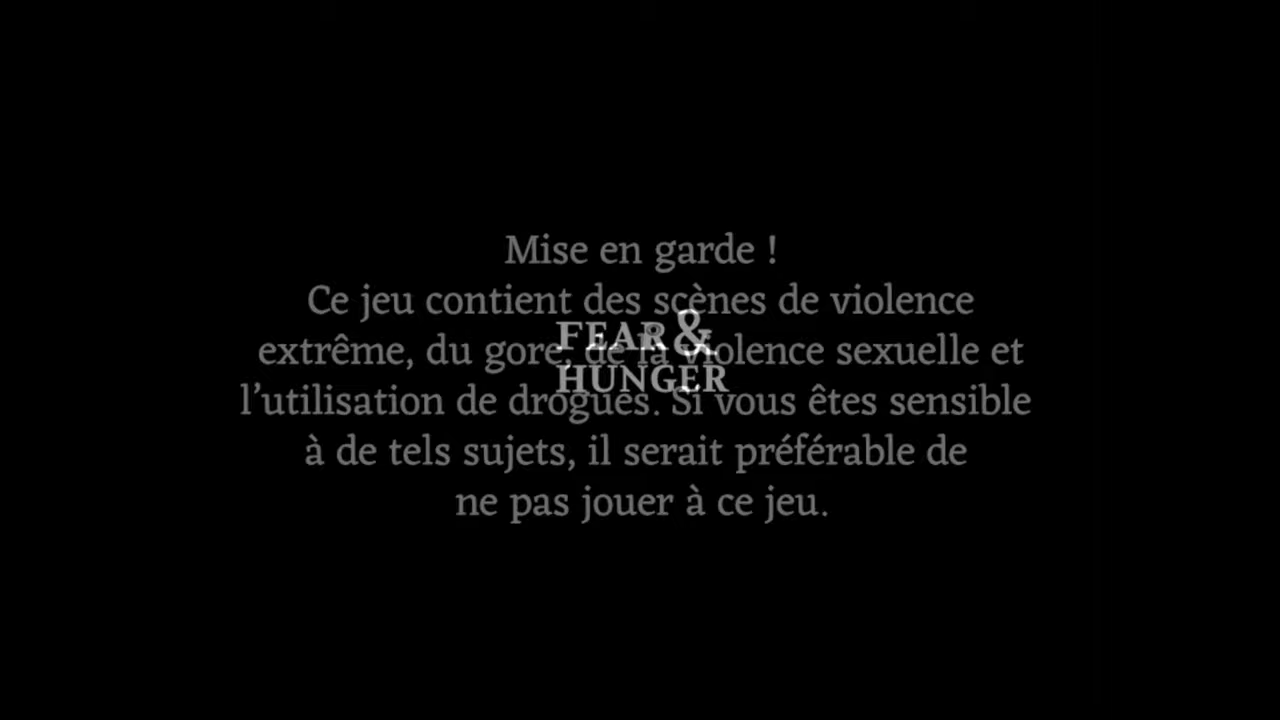 Mise en garde !
Ce jeu contient des scènes de violence
extrême, du gore, de la violence sexuelle et
l’utilisation de drogues. Si vous êtes sensible
à de tels sujets, il serait préférable de
ne pas jouer à ce jeu.
FEAR &
HUNGER